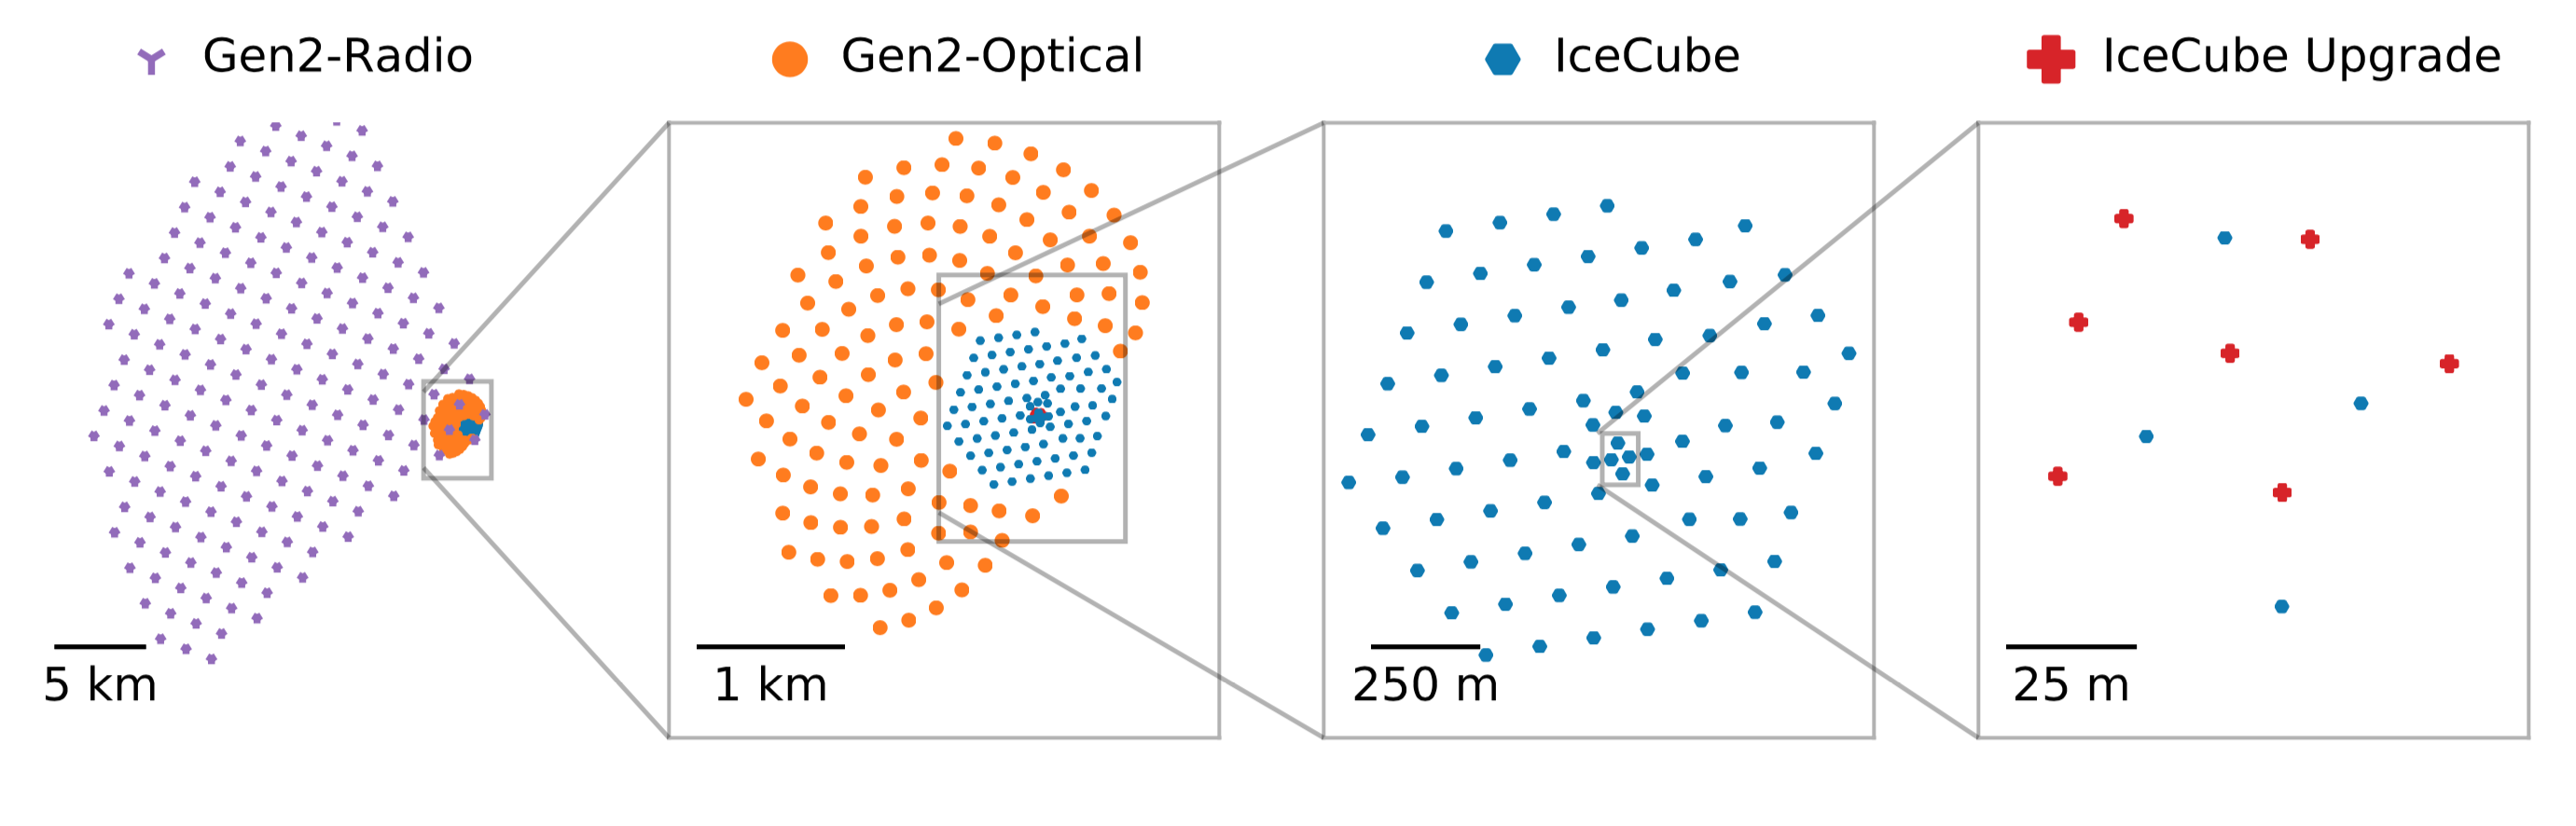 Gen2-Radio
Gen2-Optical
IceCube
IceCube Upgrade
5 km
1 km
250 m
25 m